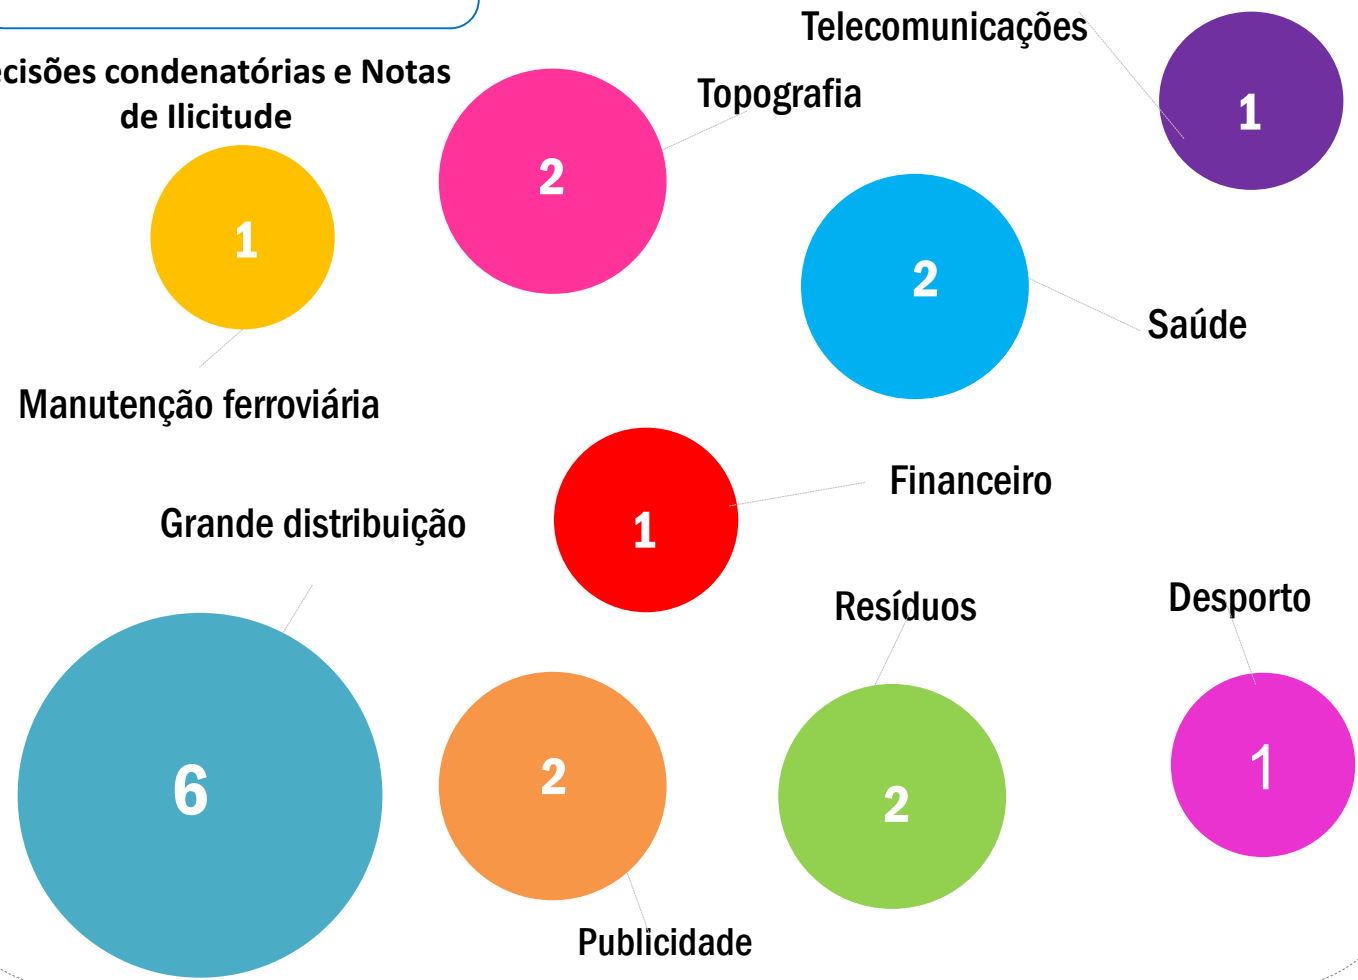 ecisões condenatórias e Notas
de Ilicitude
Telecomunicações
1
Topografia
2
1
Manutenção ferroviária
2
Saúde
Financeiro
1
Grande distribuição
6
Resíduos
2
Desporto
1
2
Publicidade